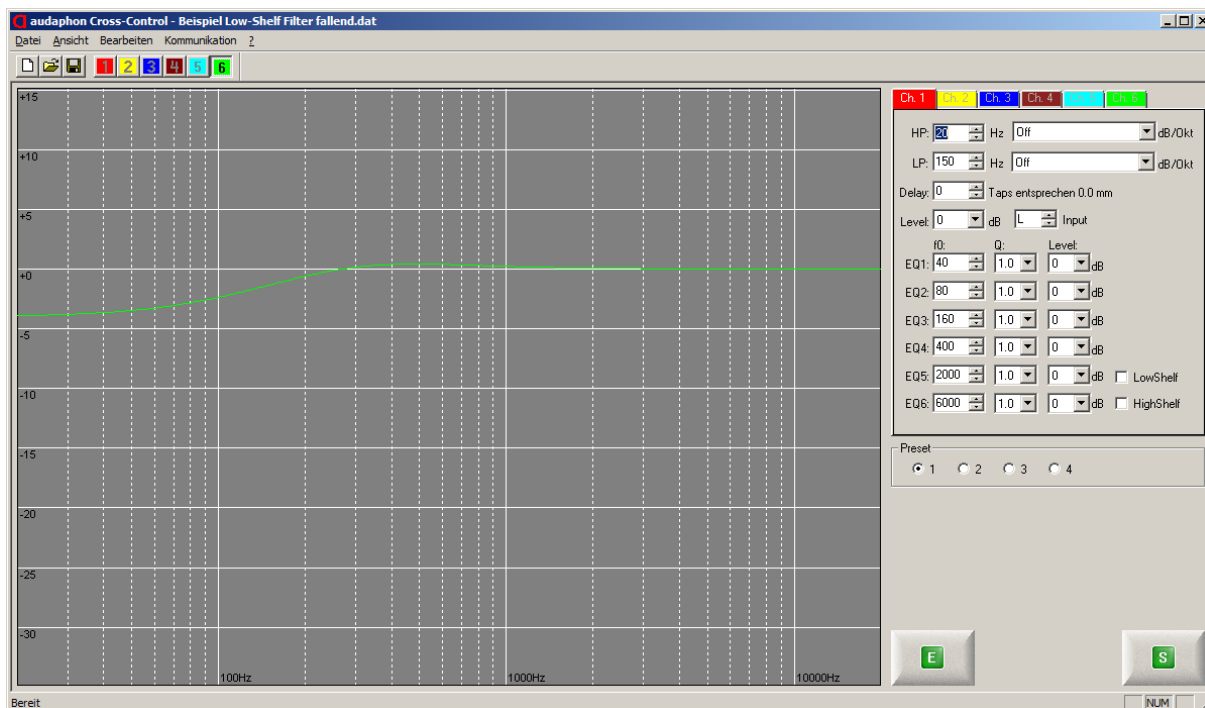 audaphon Cross-Control - Beispiel Low-Shelf Filter fallend.dat
Datei Ansicht Bearbeiten Kommunikation ?
1 2 3 4 5 6
+15
+10
+5
+0
-5
-10
-15
-20
-25
-30
100Hz 1000Hz 10000Hz
Ch. 1 Ch. 2 Ch. 3 Ch. 4 Ch. 6
HP: 20 Hz Off dB/Okt
LP: 150 Hz Off dB/Okt
Delay: 0 Taps entsprechen 0.0 mm
Level: 0 dB L Input
f0: Q: Level:
EQ1: 40 1.0 0 dB
EQ2: 80 1.0 0 dB
EQ3: 160 1.0 0 dB
EQ4: 400 1.0 0 dB
EQ5: 2000 1.0 0 dB LowShelf
EQ6: 6000 1.0 0 dB HighShelf
Preset
1 2 3 4
E S
Bereit NUM